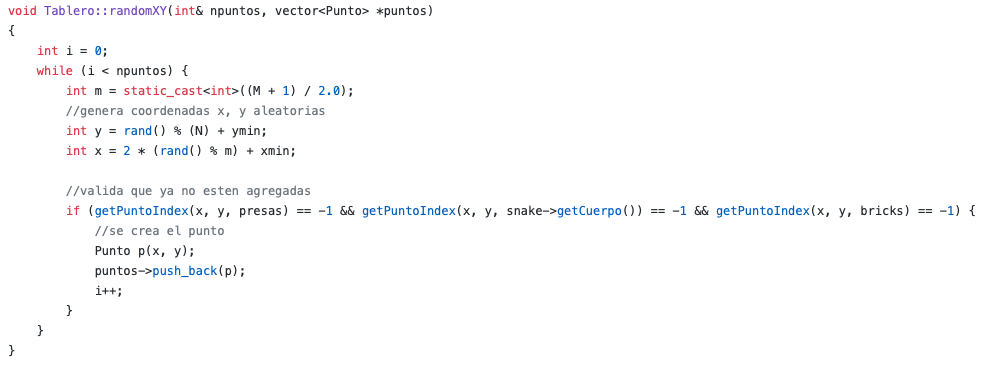 void Tablero::randomXY(int& npuntos, vector<Punto> *puntos)
{
    int i = 0;
    while (i < npuntos) {
        int m = static_cast<int>((M + 1) / 2.0);
        //genera coordenadas x, y aleatorias
        int y = rand() % (N) + ymin;
        int x = 2 * (rand() % m) + xmin;

        //valida que ya no esten agregadas
        if (getPuntoIndex(x, y, presas) == -1 && getPuntoIndex(x, y, snake->getCuerpo()) == -1 && getPuntoIndex(x, y, bricks) == -1) {
            //se crea el punto
            Punto p(x, y);
            puntos->push_back(p);
            i++;
        }
    }
}